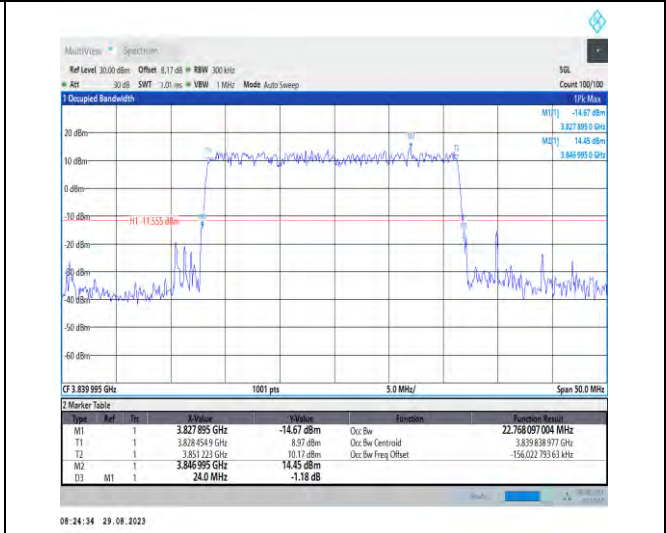 MultiView Spectrum
Ref Level 30.00 dBm Offset 8.17 dB RBW 300 kHz SGL
Att 30 dB SWT 1.01 ms VBW 1 MHz Mode Auto Sweep Count 100/100
1 Occupied Bandwidth 1Pk Max
M1[1] -14.67 dBm
3.827 895 0 GHz
20 dBm M2[1] 14.45 dBm
3.846 995 0 GHz
10 dBm
0 dBm
-10 dBm
H1 -11.555 dBm
-20 dBm
-30 dBm
-40 dBm
-50 dBm
-60 dBm
CF 3.839 995 GHz 1001 pts 5.0 MHz/ Span 50.0 MHz
2 Marker Table
Type Ref Trc X-Value Y-Value Function Function Result
M1 1 3.827 895 GHz -14.67 dBm Occ Bw 22.768 097 004 MHz
T1 1 3.828 454 9 GHz 8.97 dBm Occ Bw Centroid 3.839 838 977 GHz
T2 1 3.851 223 GHz 10.17 dBm Occ Bw Freq Offset -156.022 793 63 kHz
M2 1 3.846 995 GHz 14.45 dBm
D3 M1 1 24.0 MHz -1.18 dB
08:24:34 29.08.2023